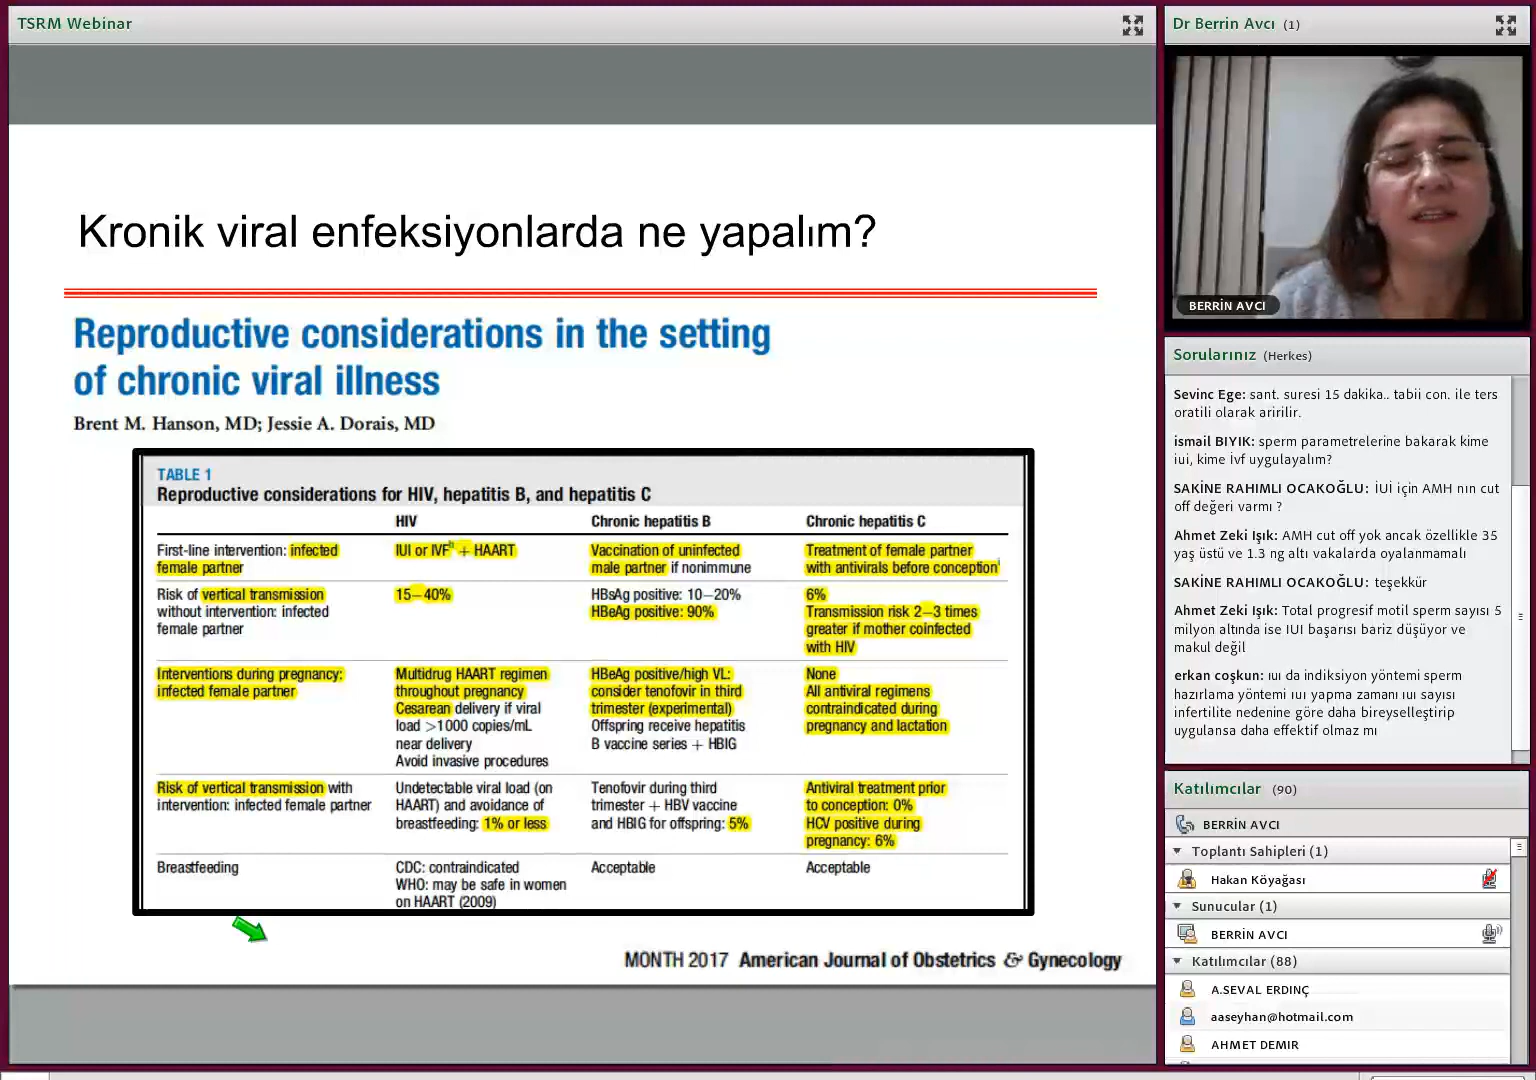 TSRM Webinar
Kronik viral enfeksiyonlarda ne yapalım?
Reproductive considerations in the setting
of chronic viral illness
Brent M. Hanson, MD; Jessie A. Dorais, MD
TABLE 1
Reproductive considerations for HIV, hepatitis B, and hepatitis C
HIV Chronic hepatitis B Chronic hepatitis C
First-line intervention: infected
female partner
IUI or IVFb + HAART
Vaccination of uninfected
male partner if nonimmune
Treatment of female partner
with antivirals before conceptioni
Risk of vertical transmission
without intervention: infected
female partner
15–40%
HBsAg positive: 10–20%
HBeAg positive: 90%
6%
Transmission risk 2–3 times
greater if mother coinfected
with HIV
Interventions during pregnancy:
infected female partner
Multidrug HAART regimen
throughout pregnancy
Cesarean delivery if viral
load >1000 copies/mL
near delivery
Avoid invasive procedures
HBeAg positive/high VL:
consider tenofovir in third
trimester (experimental)
Offspring receive hepatitis
B vaccine series + HBIG
None
All antiviral regimens
contraindicated during
pregnancy and lactation
Risk of vertical transmission with
intervention: infected female partner
Undetectable viral load (on
HAART) and avoidance of
breastfeeding: 1% or less
Tenofovir during third
trimester + HBV vaccine
and HBIG for offspring: 5%
Antiviral treatment prior
to conception: 0%
HCV positive during
pregnancy: 6%
Breastfeeding
CDC: contraindicated
WHO: may be safe in women
on HAART (2009)
Acceptable
Acceptable
MONTH 2017 American Journal of Obstetrics & Gynecology
Dr Berrin Avcı (1)
BERRİN AVCI
Sorularınız (Herkes)
Sevinc Ege: sant. suresi 15 dakika.. tabii con. ile ters
oratili olarak aririlir.
ismail BIYIK: sperm parametrelerine bakarak kime
iui, kime ivf uygulayalım?
SAKİNE RAHIMLI OCAKOĞLU: İUİ için AMH nın cut
off değeri varmı ?
Ahmet Zeki Işık: AMH cut off yok ancak özellikle 35
yaş üstü ve 1.3 ng altı vakalarda oyalanmamalı
SAKİNE RAHIMLI OCAKOĞLU: teşekkür
Ahmet Zeki Işık: Total progresif motil sperm sayısı 5
milyon altında ise IUI başarısı bariz düşüyor ve
makul değil
erkan coşkun: ıuı da indiksiyon yöntemi sperm
hazırlama yöntemi ıuı yapma zamanı ıuı sayısı
infertilite nedenine göre daha bireyselleştirip
uygulansa daha effektif olmaz mı
Katılımcılar (90)
BERRİN AVCI
Toplantı Sahipleri (1)
Hakan Köyağası
Sunucular (1)
BERRİN AVCI
Katılımcılar (88)
A.SEVAL ERDINÇ
aaseyhan@hotmail.com
AHMET DEMIR